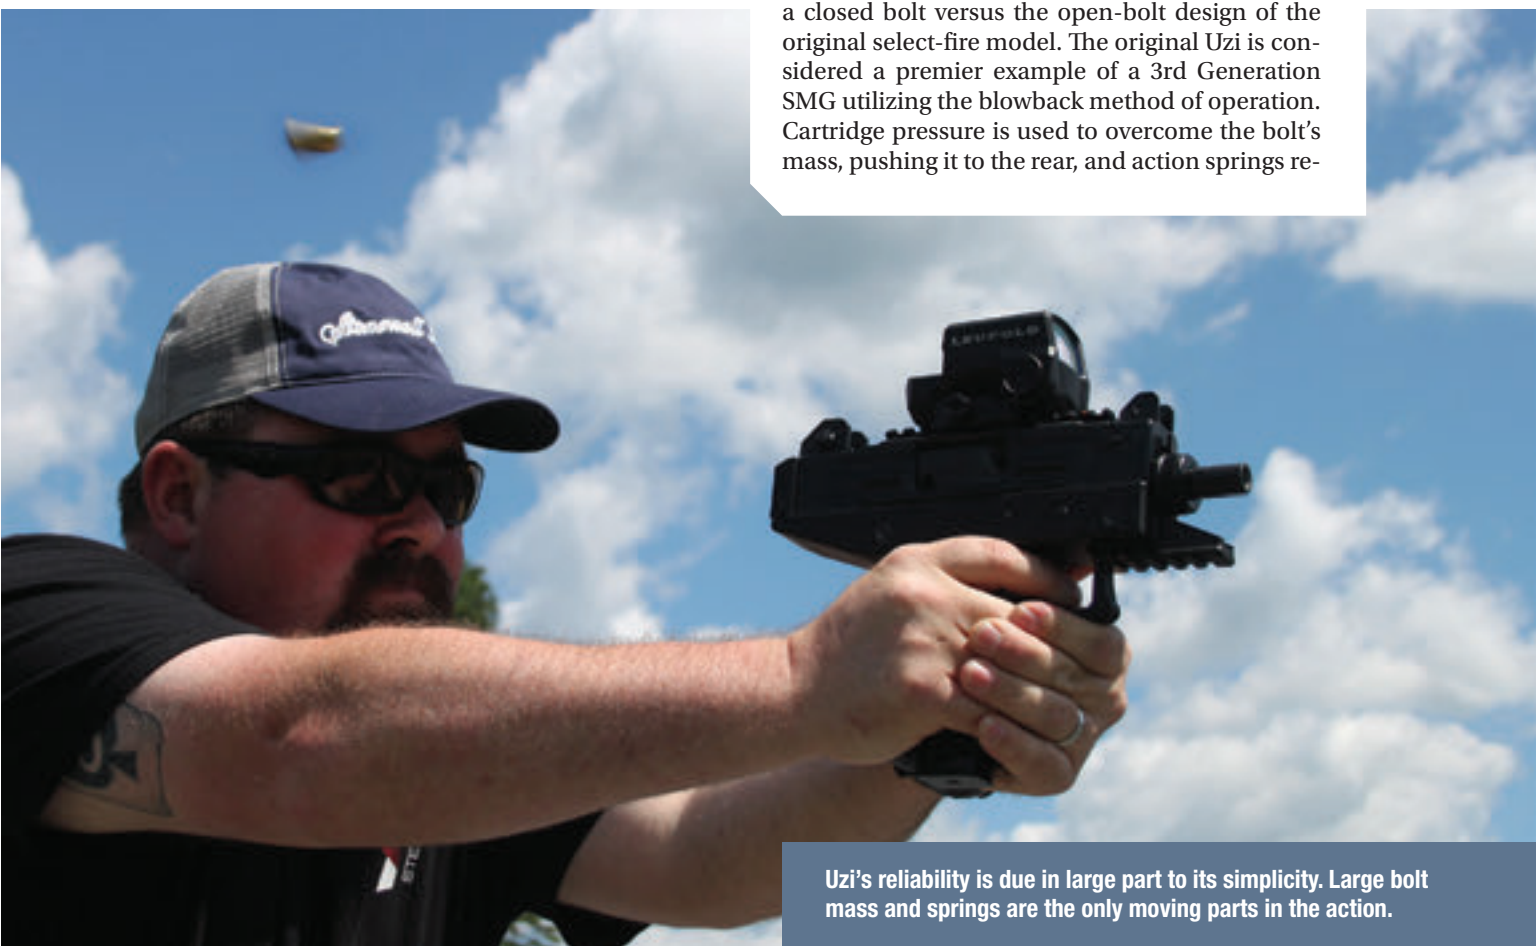 a closed bolt versus the open-bolt design of the
original select-fire model. The original Uzi is con-
sidered a premier example of a 3rd Generation
SMG utilizing the blowback method of operation.
Cartridge pressure is used to overcome the bolt’s
mass, pushing it to the rear, and action springs re-
LEUPOLD
STE
Uzi’s reliability is due in large part to its simplicity. Large bolt
mass and springs are the only moving parts in the action.